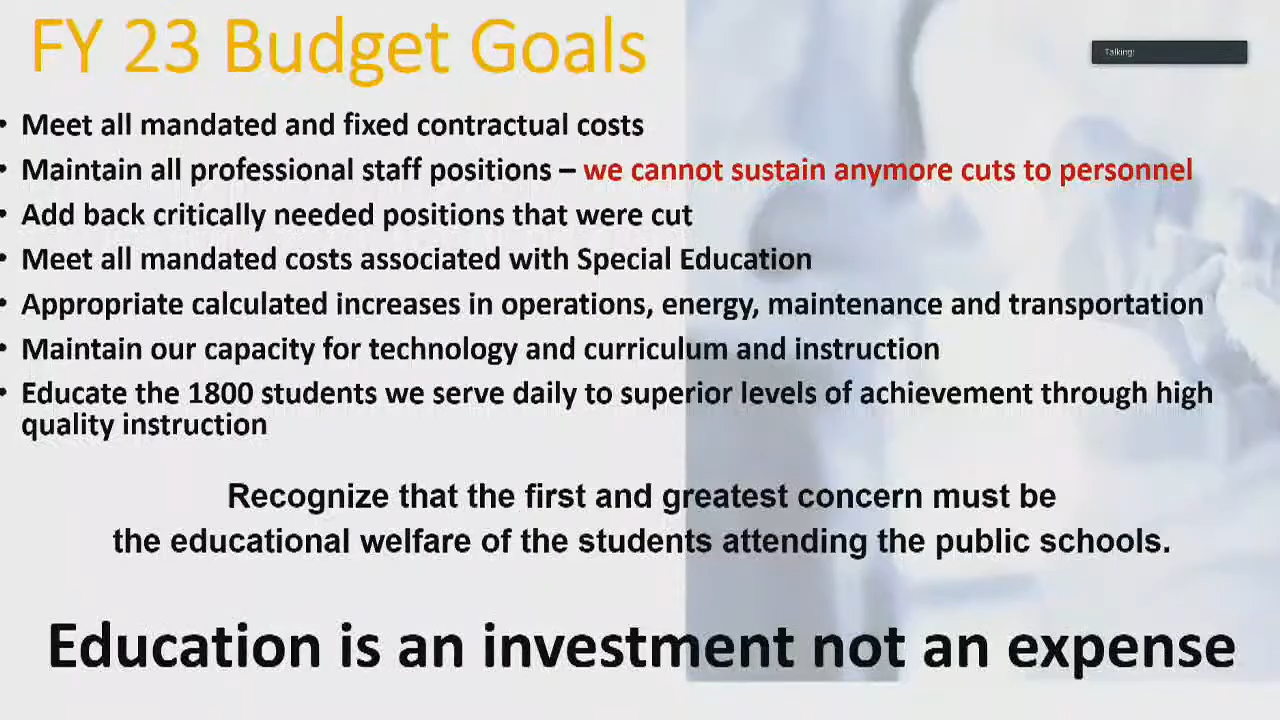 FY 23 Budget Goals
Talking:
• Meet all mandated and fixed contractual costs
• Maintain all professional staff positions – we cannot sustain anymore cuts to personnel
• Add back critically needed positions that were cut
• Meet all mandated costs associated with Special Education
• Appropriate calculated increases in operations, energy, maintenance and transportation
• Maintain our capacity for technology and curriculum and instruction
• Educate the 1800 students we serve daily to superior levels of achievement through high
quality instruction
Recognize that the first and greatest concern must be
the educational welfare of the students attending the public schools.
Education is an investment not an expense